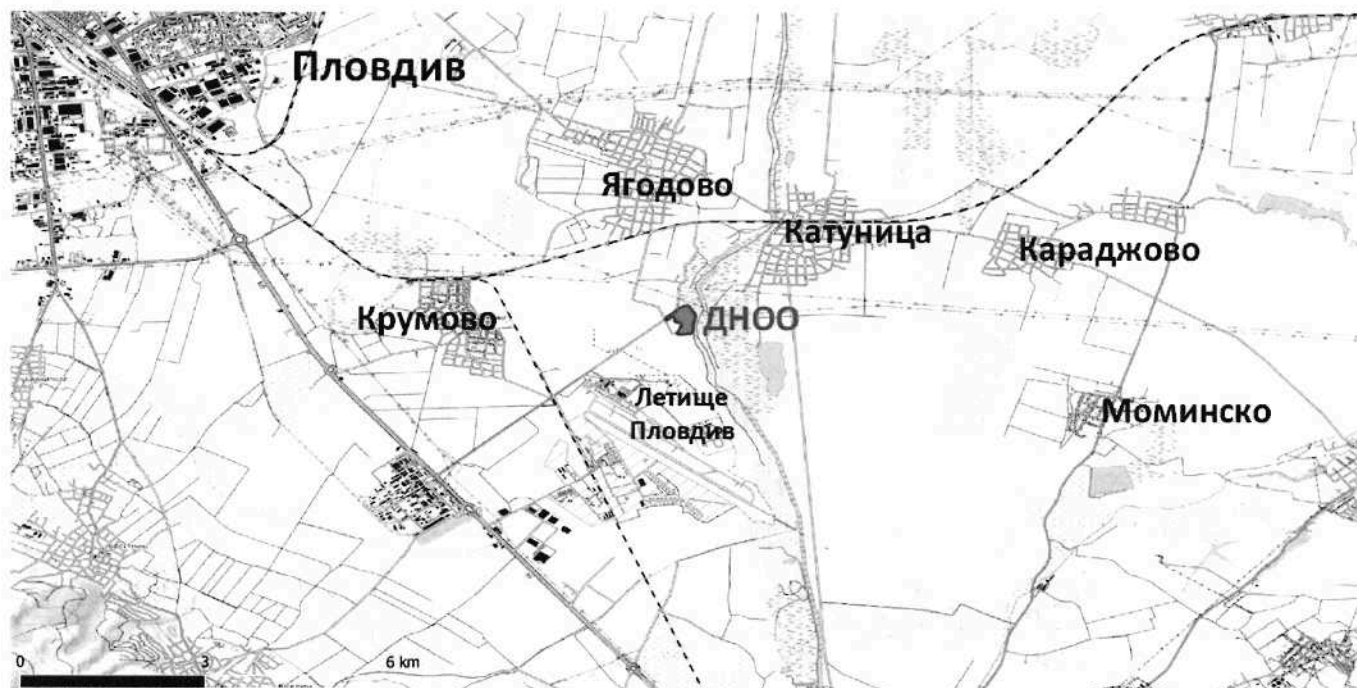 Пловдив
Ягодово
Катуница
Караджово
Крумово
ДНОО
Летище
Пловдив
Моминско
0 3 6 km